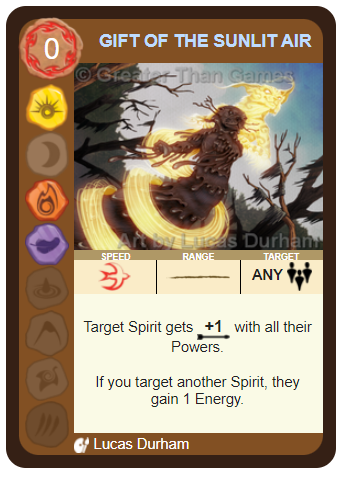 0
GIFT OF THE SUNLIT AIR
© Greater Than Games
Art by Lucas Durham
SPEED RANGE TARGET
ANY
Target Spirit gets +1 with all their
Powers.
If you target another Spirit, they
gain 1 Energy.
Lucas Durham